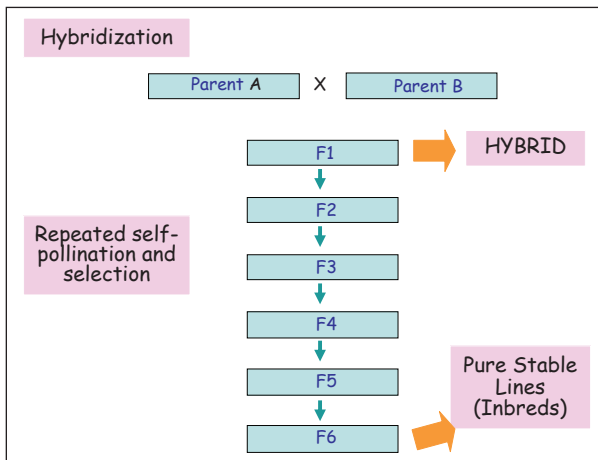 Hybridization
Parent A X Parent B
F1
HYBRID
F2
Repeated self-
pollination and
selection
F3
F4
F5
Pure Stable
Lines
(Inbreds)
F6